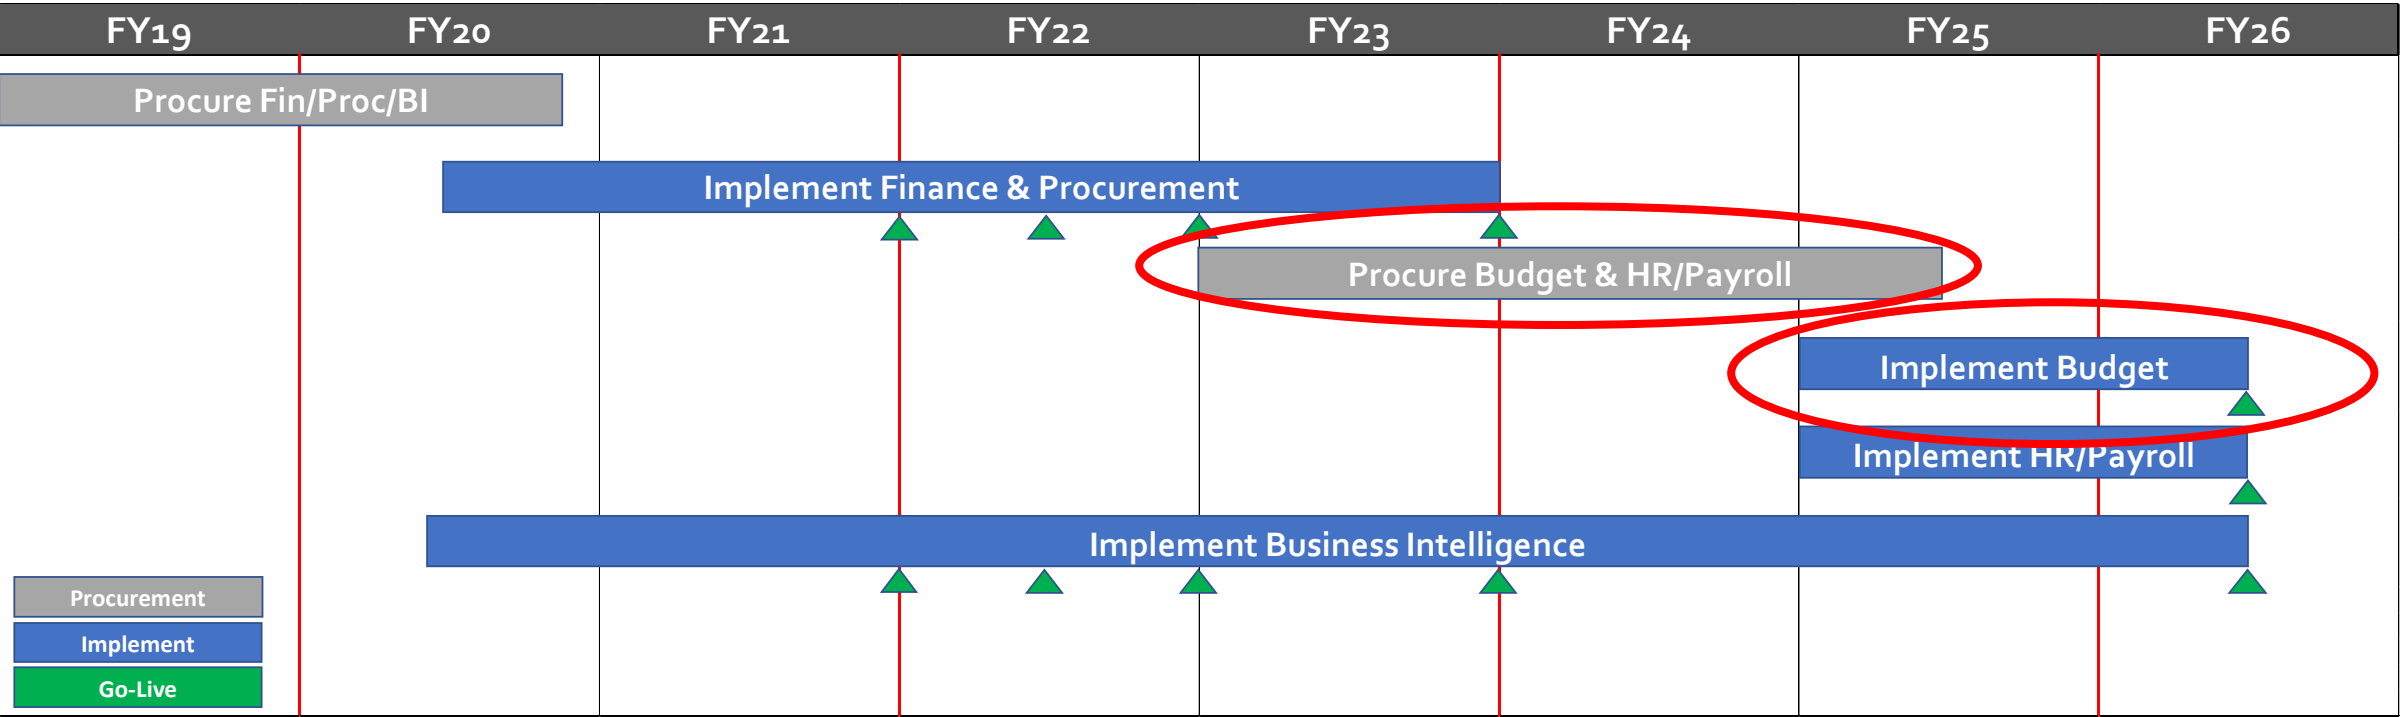 FY19 FY20 FY21 FY22 FY23 FY24 FY25 FY26
Procure Fin/Proc/BI
Implement Finance & Procurement
Procure Budget & HR/Payroll
Implement Budget
Implement HR/Payroll
Implement Business Intelligence
Procurement
Implement
Go-Live